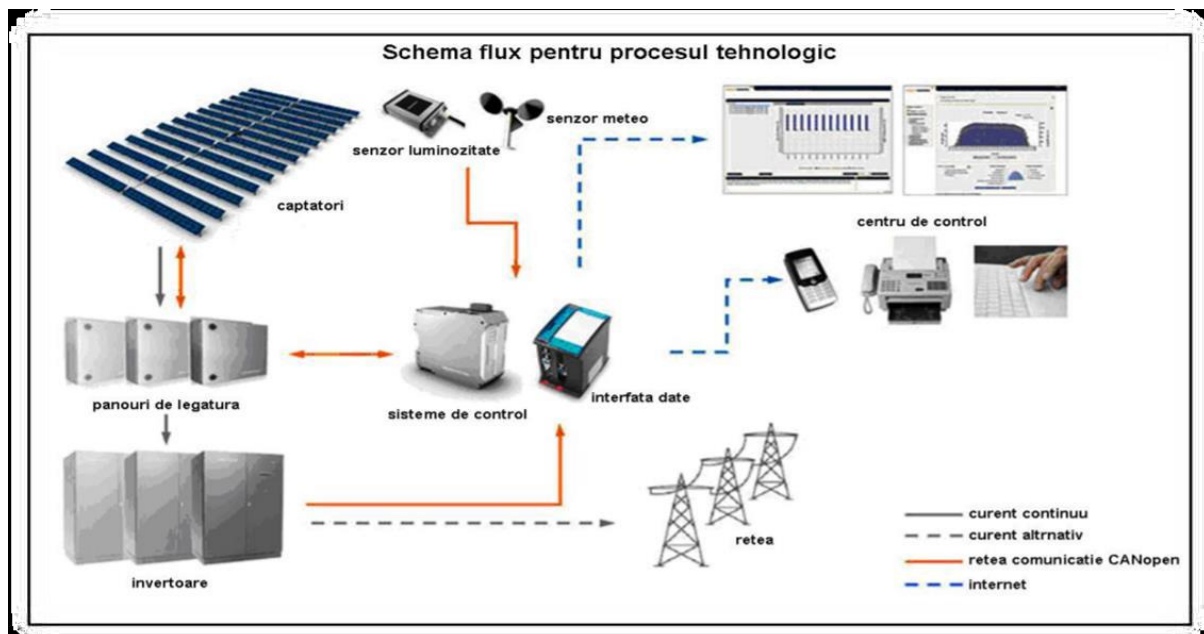 Schema flux pentru procesul tehnologic
senzor meteo
senzor luminozitate
captatori
centru de control
panouri de legatura
sisteme de control
interfata date
invertoare
retea
curent continuu
curent altrnativ
retea comunicatie CANopen
internet